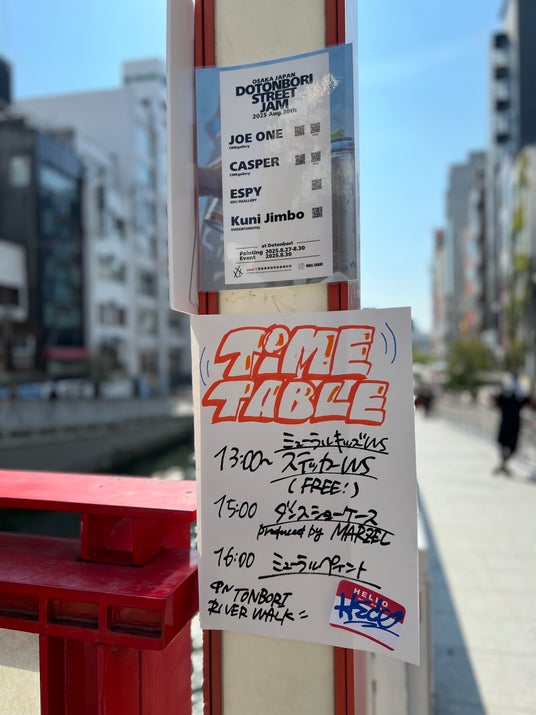 OSAKA JAPAN
DOTONBORI
STREET
JAM
2025 Aug.30th
JOE ONE
CASPER
ESPY
Kuni Jimbo
at Dotonbori
Painting 2025.8.27-8.30
Event 2025.8.30
WALL SHARE
TIME
TABLE
ミューラルキッズWS
13:00~ ステッカーWS
(FREE!)
15:00 ダンスショーケース
produced by MARZEL
16:00 ミューラルペイント
TONBORI
RIVER WALK
HELLO